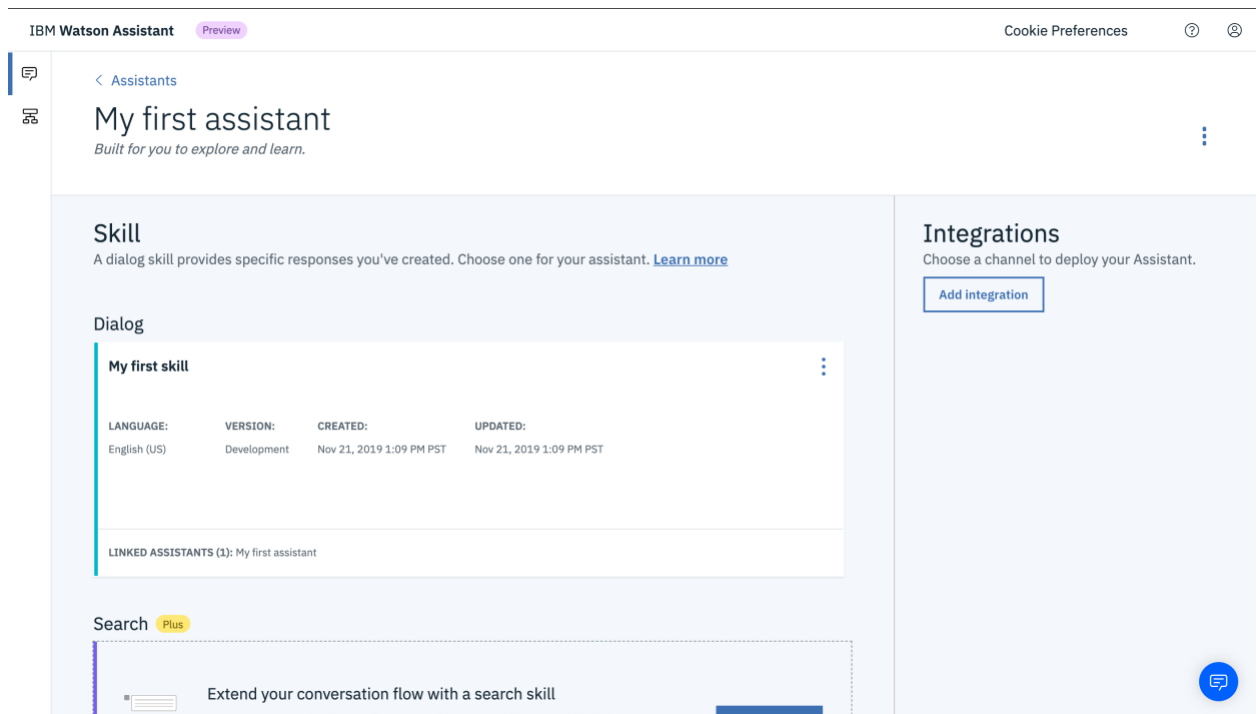 IBM Watson Assistant Preview Cookie Preferences
Assistants
My first assistant
Built for you to explore and learn.
Skill
A dialog skill provides specific responses you've created. Choose one for your assistant. Learn more
Dialog
My first skill
LANGUAGE: VERSION: CREATED: UPDATED:
English (US) Development Nov 21, 2019 1:09 PM PST Nov 21, 2019 1:09 PM PST
LINKED ASSISTANTS (1): My first assistant
Search Plus
Extend your conversation flow with a search skill
Integrations
Choose a channel to deploy your Assistant.
Add integration